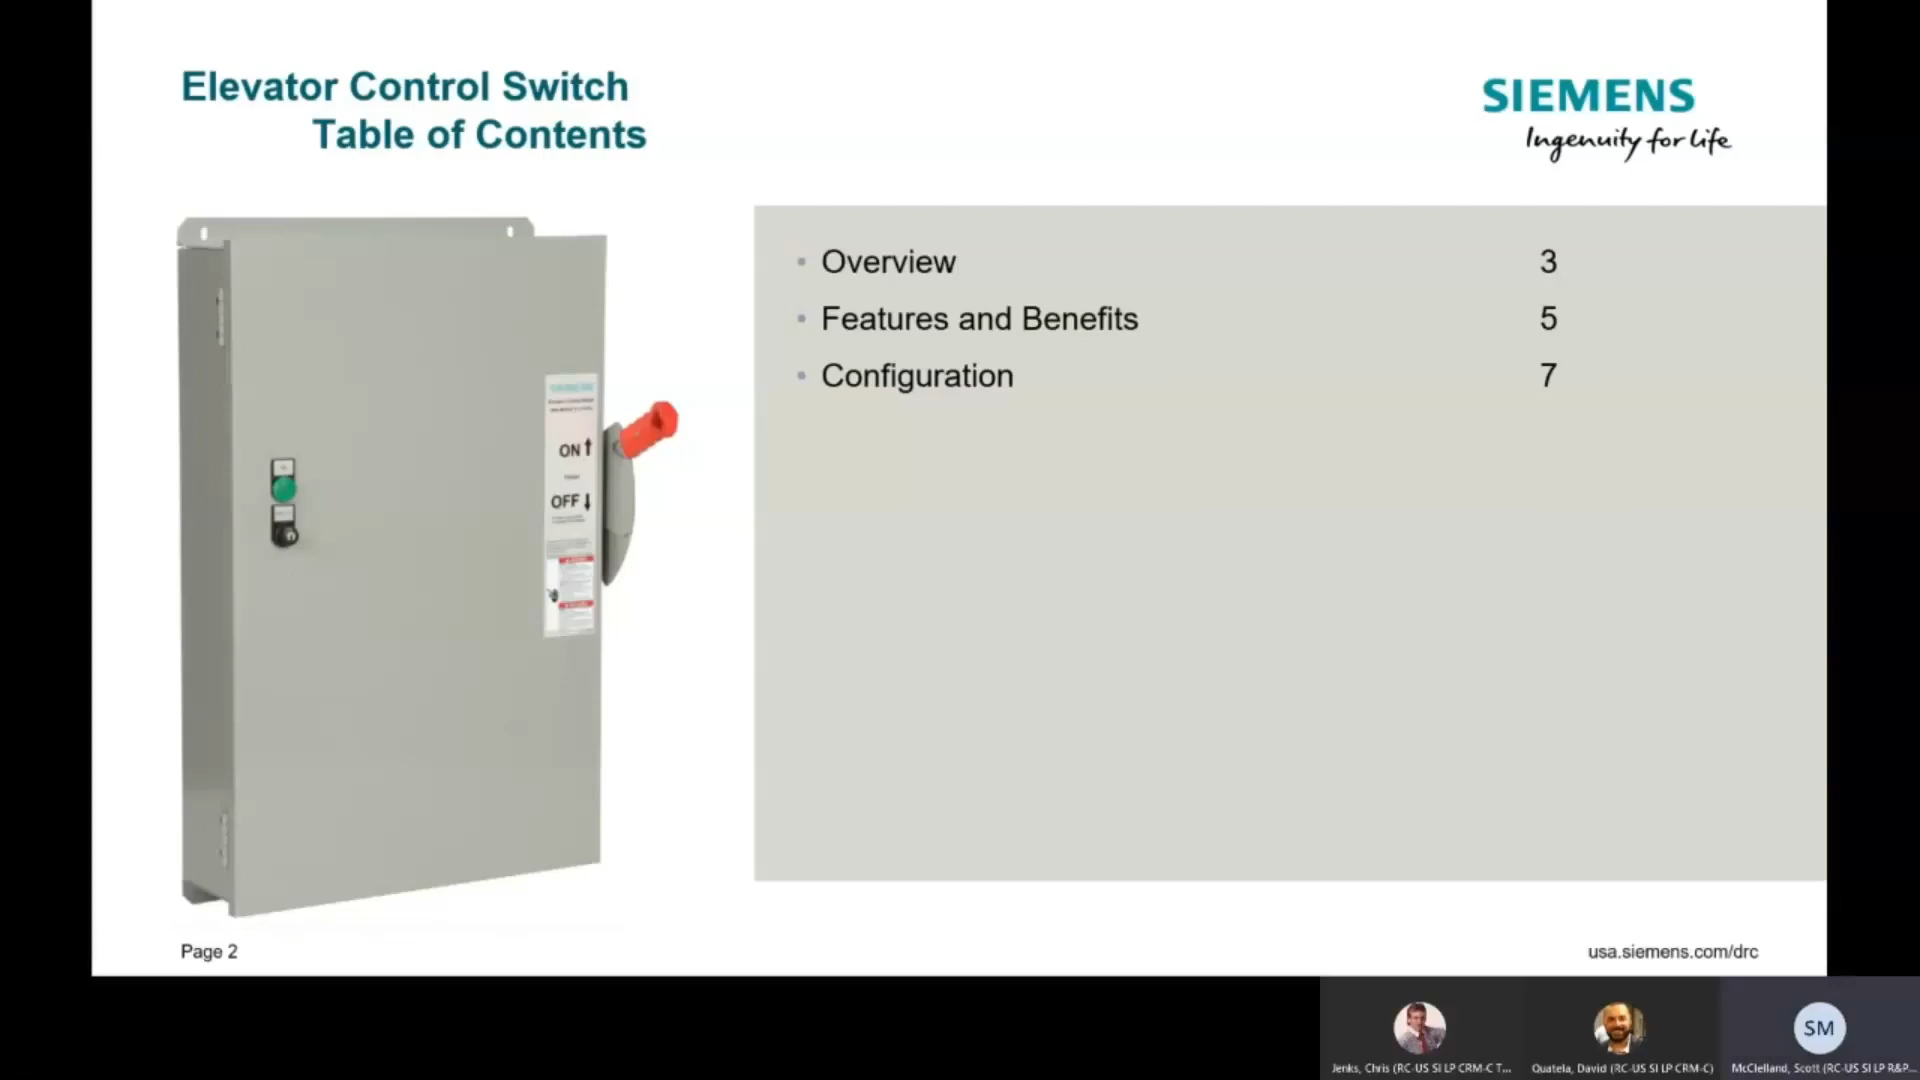 Elevator Control Switch
Table of Contents
SIEMENS
Ingenuity for life
• Overview 3
• Features and Benefits 5
• Configuration 7
SIEMENS
ON
OFF
Page 2
usa.siemens.com/drc
SM
Jenks, Chris (RC-US SI LP CRM-C T...
Quatela, David (RC-US SI LP CRM-C)
McClelland, Scott (RC-US SI LP R&P...